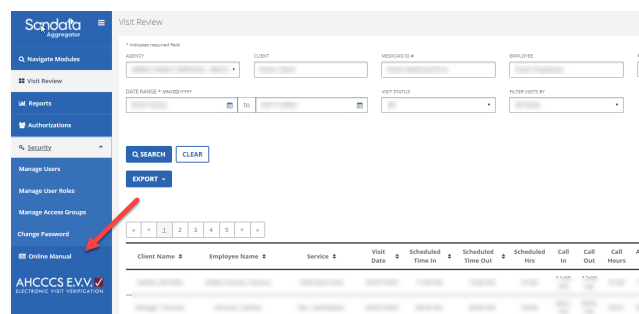 Sandata
Aggregator
Visit Review
* Indicates required field
AGENCY
CLIENT
MEDICAID ID #
EMPLOYEE
DATE RANGE * MM/DD/YYYY
to
VISIT STATUS
FILTER VISITS BY
Navigate Modules
Visit Review
Reports
Authorizations
Security
Manage Users
Manage User Roles
Manage Access Groups
Change Password
Online Manual
AHCCCS E.V.V.
ELECTRONIC VISIT VERIFICATION
SEARCH CLEAR
EXPORT
« < 1 2 3 4 5 > »
Client Name Employee Name Service Visit Date Scheduled Time In Scheduled Time Out Scheduled Hrs Call In Call Out Call Hours